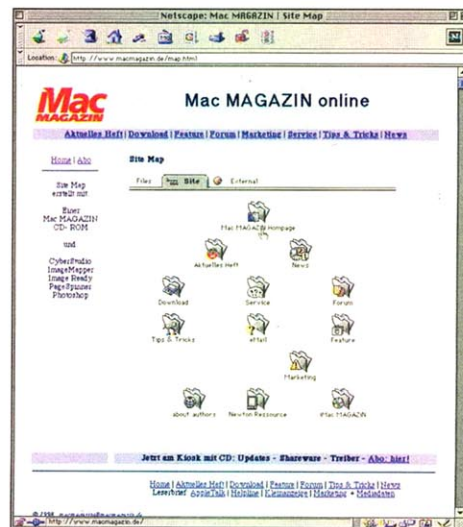 Netscape: Mac MAGAZIN | Site Map
Location: http://www.macmagazin.de/map.html
Mac
MAGAZIN
Mac MAGAZIN online
Aktuelles Heft | Download | Feature | Forum | Marketing | Service | Tips & Tricks | News
Home | Abo
Site Map
Files Site External
Site Map
erstellt mit
Einer
Mac MAGAZIN
CD-ROM
und
CyberStudio
ImageMapper
Image Ready
PageSpinner
Photoshop
Mac MAGAZIN Hompage
Aktuelles Heft News
Download Service Forum
Tips & Tricks eMail Feature
Marketing
about authors Newton Ressource iMac MAGAZIN
Jetzt am Kiosk mit CD: Updates - Shareware - Treiber - Abo: hier!
Home | Aktuelles Heft | Download | Feature | Forum | Tips & Tricks | News
Leserbrief AppleTalk | Helpline | Kleinanzeige | Marketing • Mediadaten
http://www.macmagazin.de/